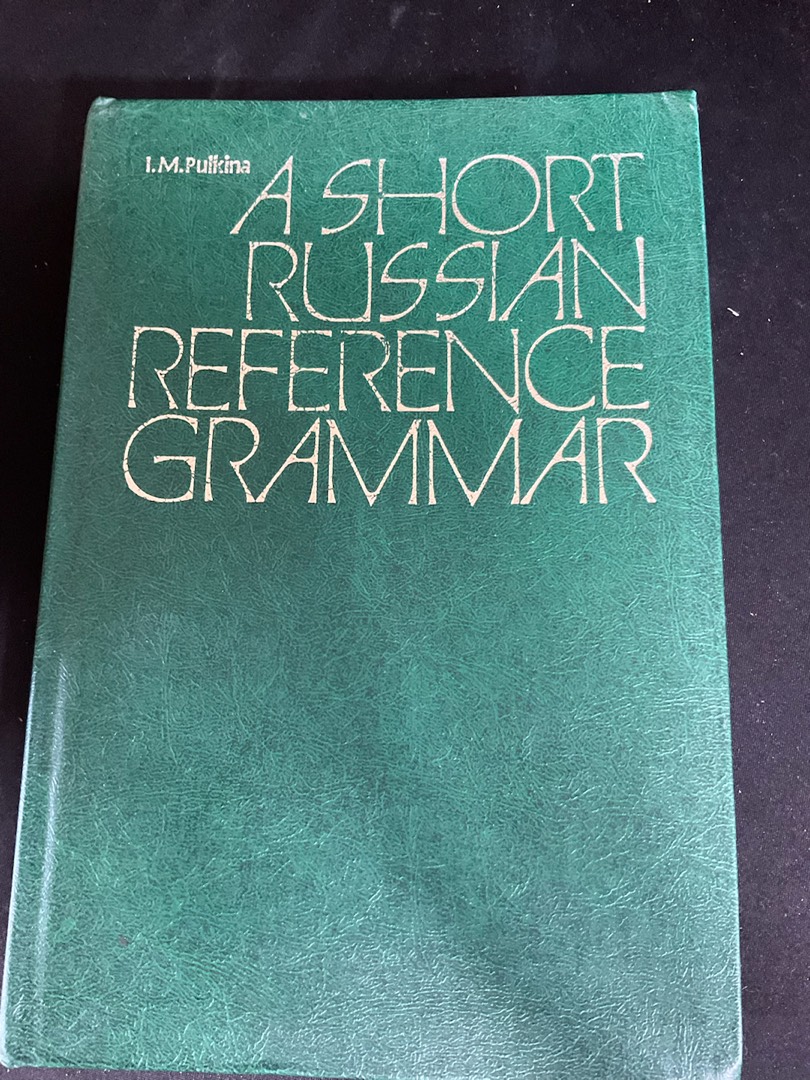 I.M.Pulkina
A SHORT
RUSSIAN
REFERENCE
GRAMMAR